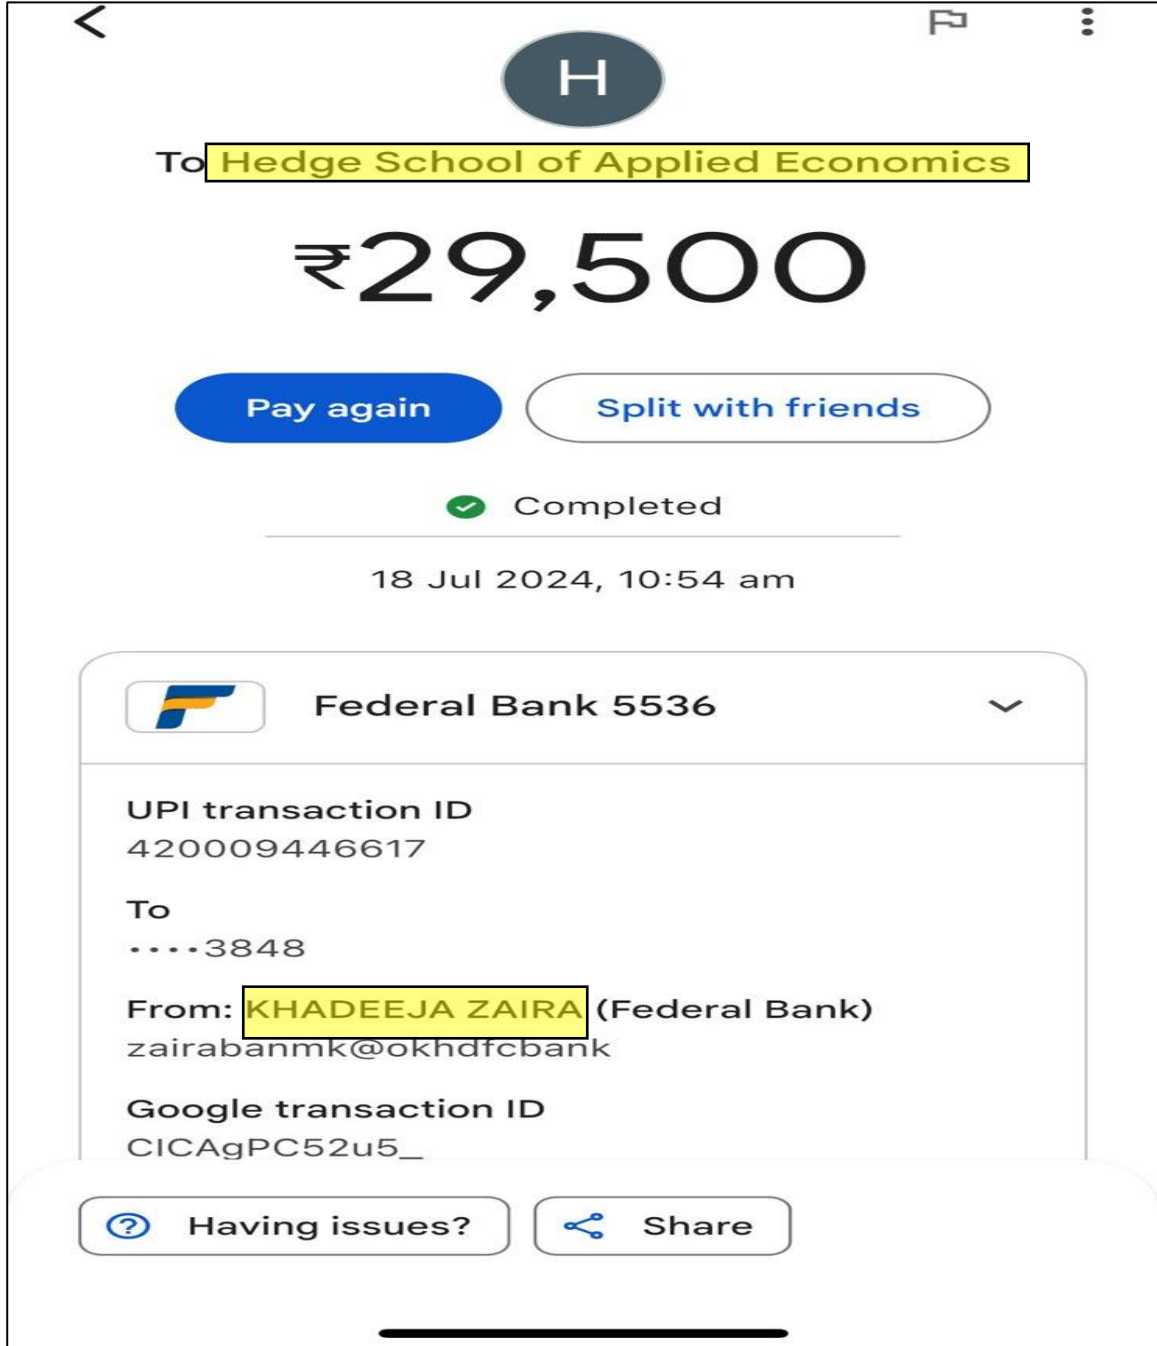 H
To Hedge School of Applied Economics
₹29,500
Pay again Split with friends
Completed
18 Jul 2024, 10:54 am
Federal Bank 5536
UPI transaction ID
420009446617
To
••••3848
From: KHADEEJA ZAIRA (Federal Bank)
zairabanmk@okhdfcbank
Google transaction ID
CICAgPC52u5_
Having issues? Share